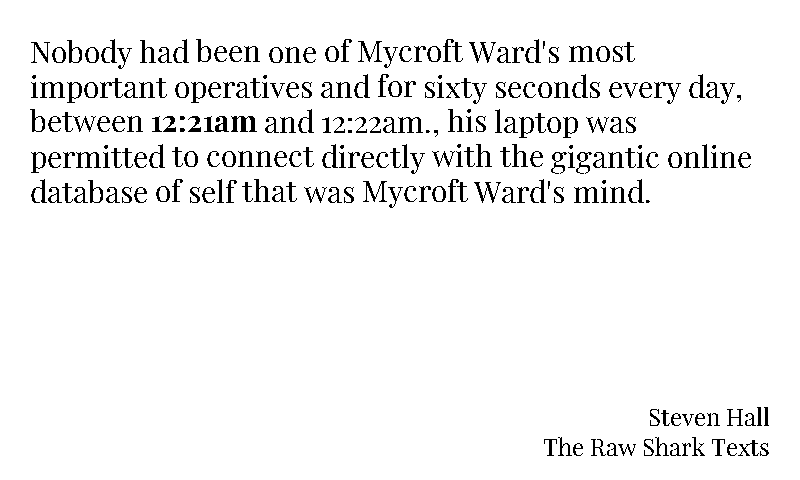 Nobody had been one of Mycroft Ward's most
important operatives and for sixty seconds every day,
between 12:21am and 12:22am., his laptop was
permitted to connect directly with the gigantic online
database of self that was Mycroft Ward's mind.
Steven Hall
The Raw Shark Texts